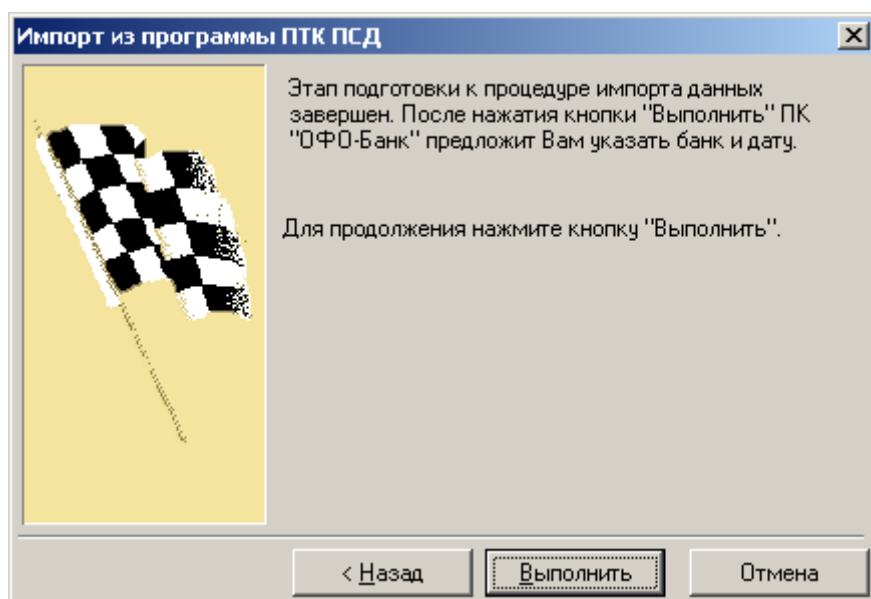 Импорт из программы ПТК ПСД
Этап подготовки к процедуре импорта данных
завершен. После нажатия кнопки "Выполнить" ПК
"ОФО-Банк" предложит Вам указать банк и дату.
Для продолжения нажмите кнопку "Выполнить".
< Назад
Выполнить
Отмена